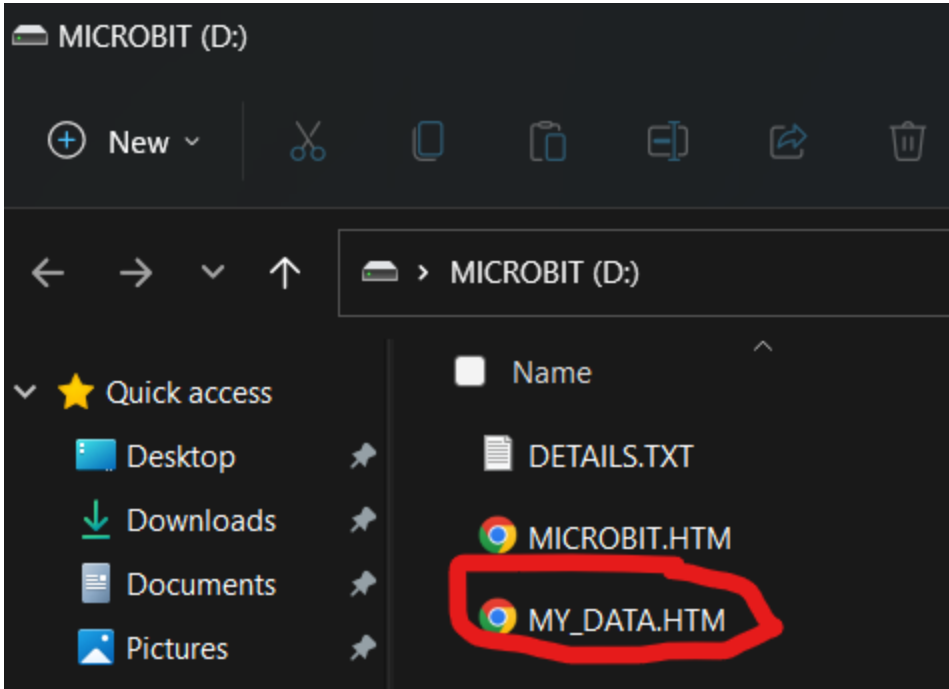 MICROBIT (D:)
New
MICROBIT (D:)
Quick access
Desktop
Downloads
Documents
Pictures
Name
DETAILS.TXT
MICROBIT.HTM
MY_DATA.HTM